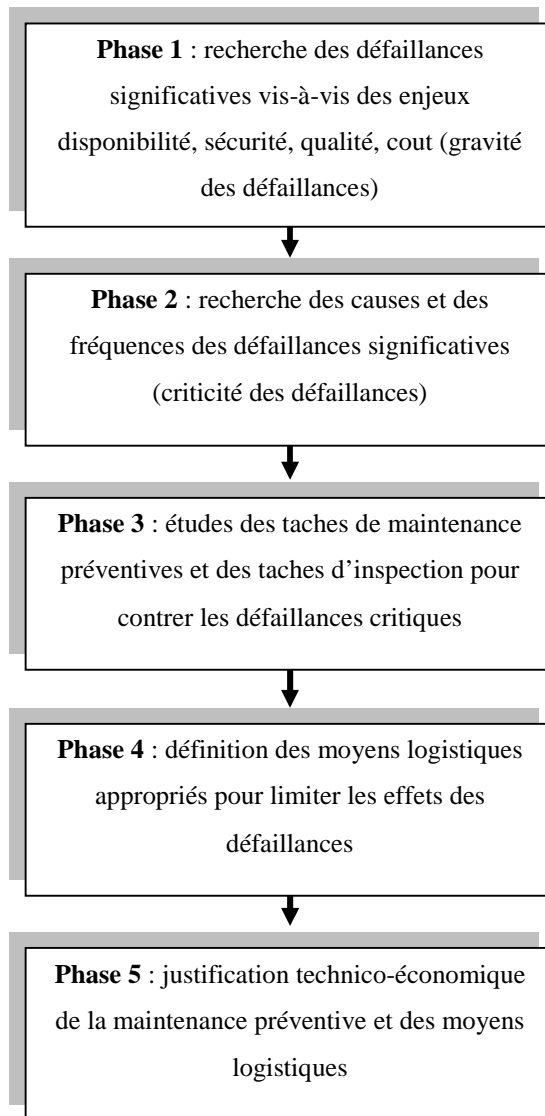 Phase 1 : recherche des défaillances
significatives vis-à-vis des enjeux
disponibilité, sécurité, qualité, cout (gravité
des défaillances)
Phase 2 : recherche des causes et des
fréquences des défaillances significatives
(criticité des défaillances)
Phase 3 : études des taches de maintenance
préventives et des taches d’inspection pour
contrer les défaillances critiques
Phase 4 : définition des moyens logistiques
appropriés pour limiter les effets des
défaillances
Phase 5 : justification technico-économique
de la maintenance préventive et des moyens
logistiques